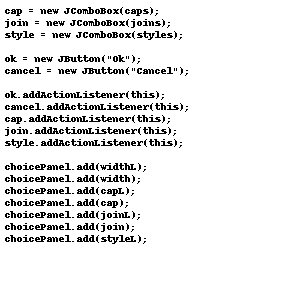 cap = new JComboBox(caps);
join = new JComboBox(joins);
style = new JComboBox(styles);
ok = new JButton("Ok");
cancel = new JButton("Cancel");
ok.addActionListener(this);
cancel.addActionListener(this);
cap.addActionListener(this);
join.addActionListener(this);
style.addActionListener(this);
choicePanel.add(widthL);
choicePanel.add(width);
choicePanel.add(capL);
choicePanel.add(cap);
choicePanel.add(joinL);
choicePanel.add(join);
choicePanel.add(styleL);